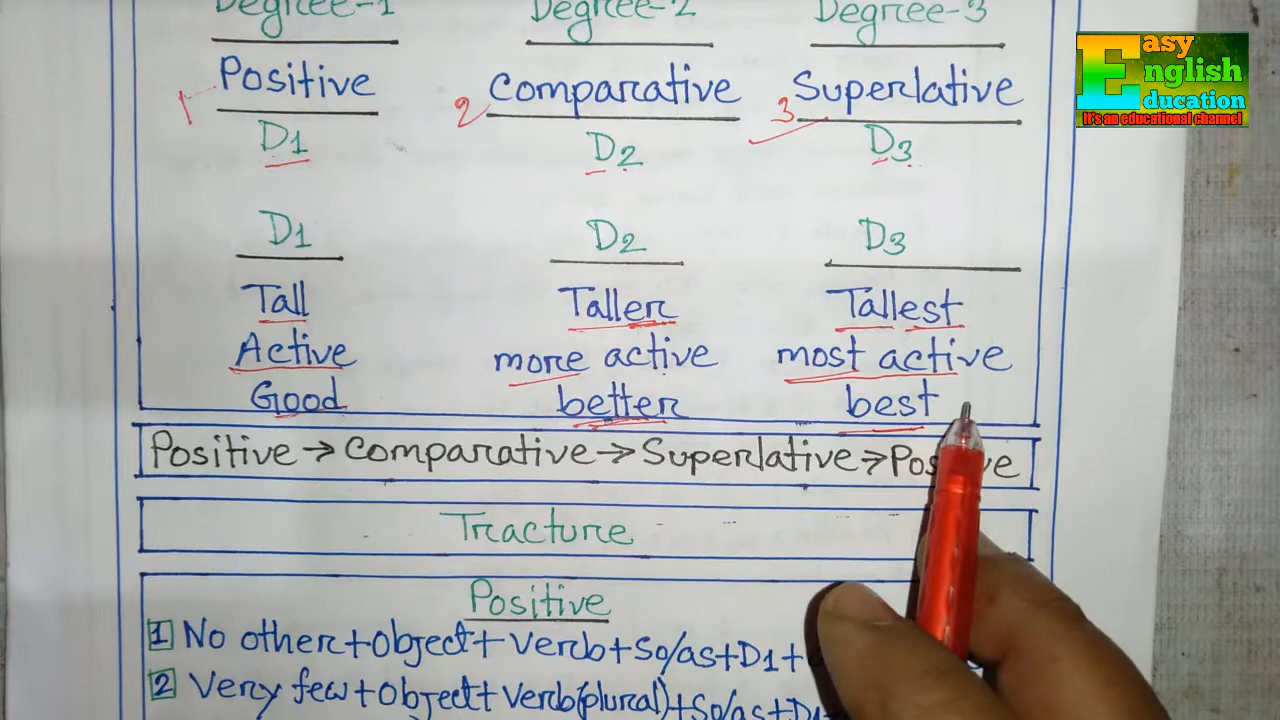 Degree-1 Degree-2 Degree-3
Positive Comparative Superlative
1 2 3
D1 D2 D3
D1 D2 D3
Tall Taller Tallest
Active more active most active
Good better best
Positive→Comparative→Superlative→
Tracture
Positive
1 No other+Object+Verb+So/as+D1+
2 Very few+Object+Verb(plural)+So/as+D1
Easy
English
Education
It's an educational channel